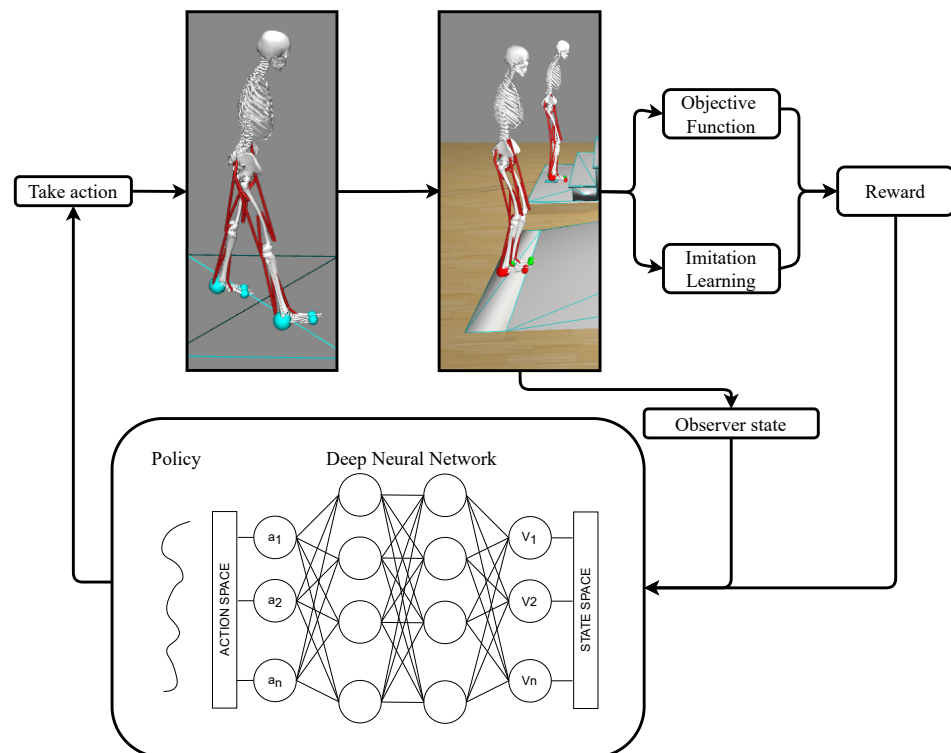 Objective
Function
Take action
Reward
Imitation
Learning
Observer state
Policy
Deep Neural Network
ACTION SPACE
a1
a2
an
V1
V2
Vn
STATE SPACE